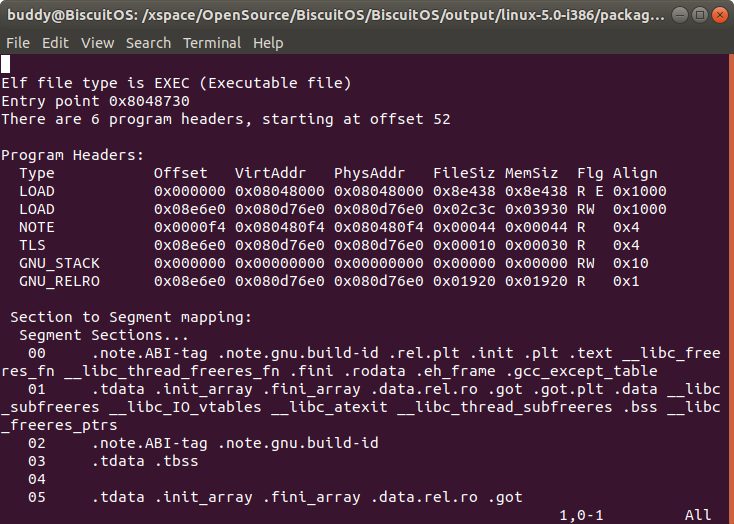 buddy@BiscuitOS: /xspace/OpenSource/BiscuitOS/BiscuitOS/output/linux-5.0-i386/packag...
File Edit View Search Terminal Help
Elf file type is EXEC (Executable file)
Entry point 0x8048730
There are 6 program headers, starting at offset 52
Program Headers:
  Type           Offset   VirtAddr   PhysAddr   FileSiz MemSiz  Flg Align
  LOAD           0x000000 0x08048000 0x08048000 0x8e438 0x8e438 R E 0x1000
  LOAD           0x08e6e0 0x080d76e0 0x080d76e0 0x02c3c 0x03930 RW  0x1000
  NOTE           0x0000f4 0x080480f4 0x080480f4 0x00044 0x00044 R   0x4
  TLS            0x08e6e0 0x080d76e0 0x080d76e0 0x00010 0x00030 R   0x4
  GNU_STACK      0x000000 0x00000000 0x00000000 0x00000 0x00000 RW  0x10
  GNU_RELRO      0x08e6e0 0x080d76e0 0x080d76e0 0x01920 0x01920 R   0x1
 Section to Segment mapping:
  Segment Sections...
   00     .note.ABI-tag .note.gnu.build-id .rel.plt .init .plt .text __libc_free
res_fn __libc_thread_freeres_fn .fini .rodata .eh_frame .gcc_except_table
   01     .tdata .init_array .fini_array .data.rel.ro .got .got.plt .data __libc
_subfreeres __libc_IO_vtables __libc_atexit __libc_thread_subfreeres .bss __libc
_freeres_ptrs
   02     .note.ABI-tag .note.gnu.build-id
   03     .tdata .tbss
   04
   05     .tdata .init_array .fini_array .data.rel.ro .got
1,0-1 All